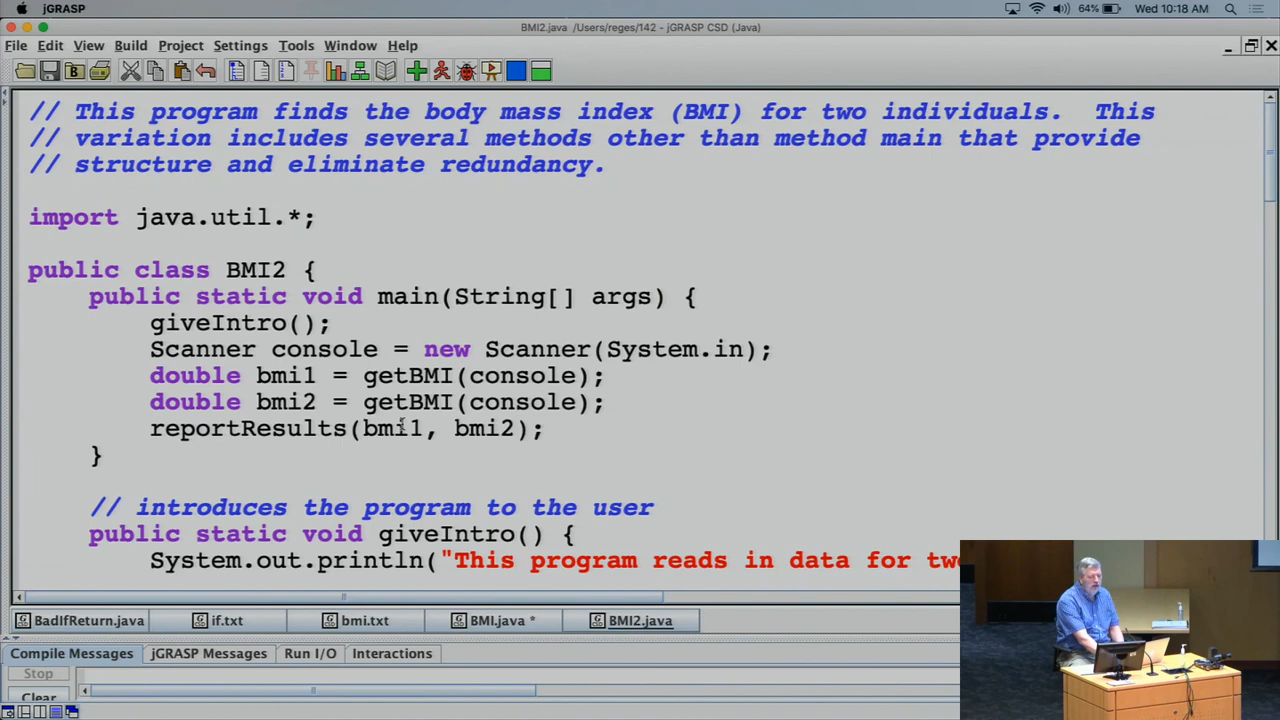 jGRASP
64%
Wed 10:18 AM
BMI2.java /Users/reges/142 - jGRASP CSD (Java)
File Edit View Build Project Settings Tools Window Help
// This program finds the body mass index (BMI) for two individuals. This
// variation includes several methods other than method main that provide
// structure and eliminate redundancy.
import java.util.*;
public class BMI2 {
public static void main(String[] args) {
giveIntro();
Scanner console = new Scanner(System.in);
double bmi1 = getBMI(console);
double bmi2 = getBMI(console);
reportResults(bmi1, bmi2);
}
// introduces the program to the user
public static void giveIntro() {
System.out.println("This program reads in data for
BadIfReturn.java if.txt bmi.txt BMI.java * BMI2.java
Compile Messages jGRASP Messages Run I/O Interactions
Stop
Clear